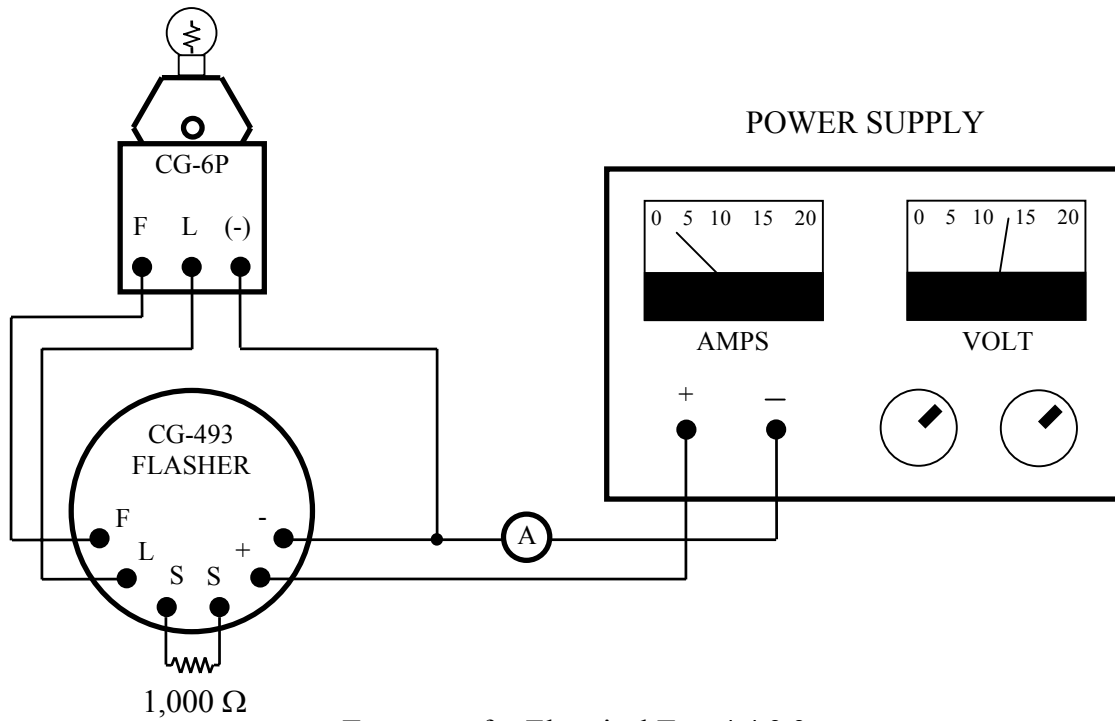 POWER SUPPLY
CG-6P
F L (-)
0 5 10 15 20
0 5 10 15 20
AMPS
VOLT
+ −
CG-493
FLASHER
F
-
L
+
S S
A
1,000 Ω